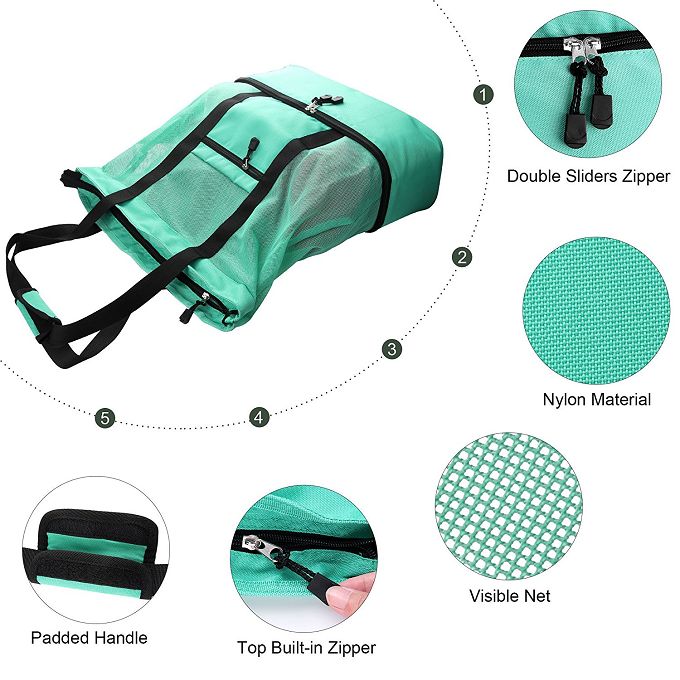 1
Double Sliders Zipper
2
Nylon Material
3
Visible Net
4
Top Built-in Zipper
5
Padded Handle